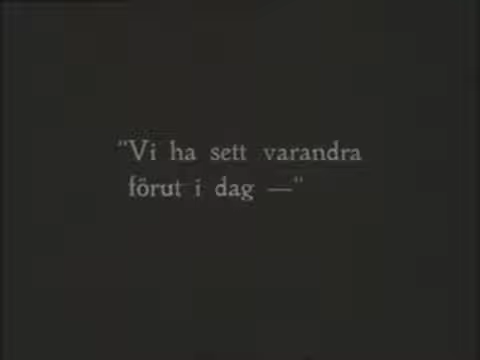 "Vi ha sett varandra
förut i dag —"